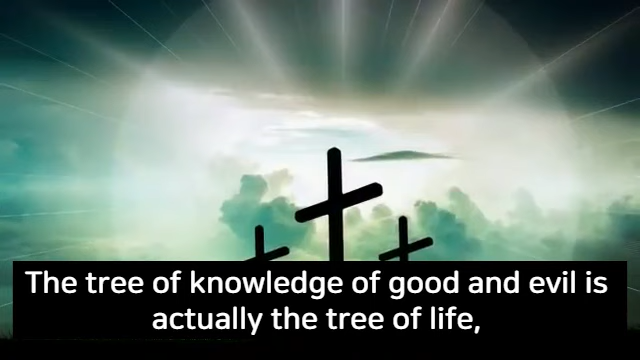 The tree of knowledge of good and evil is
actually the tree of life,